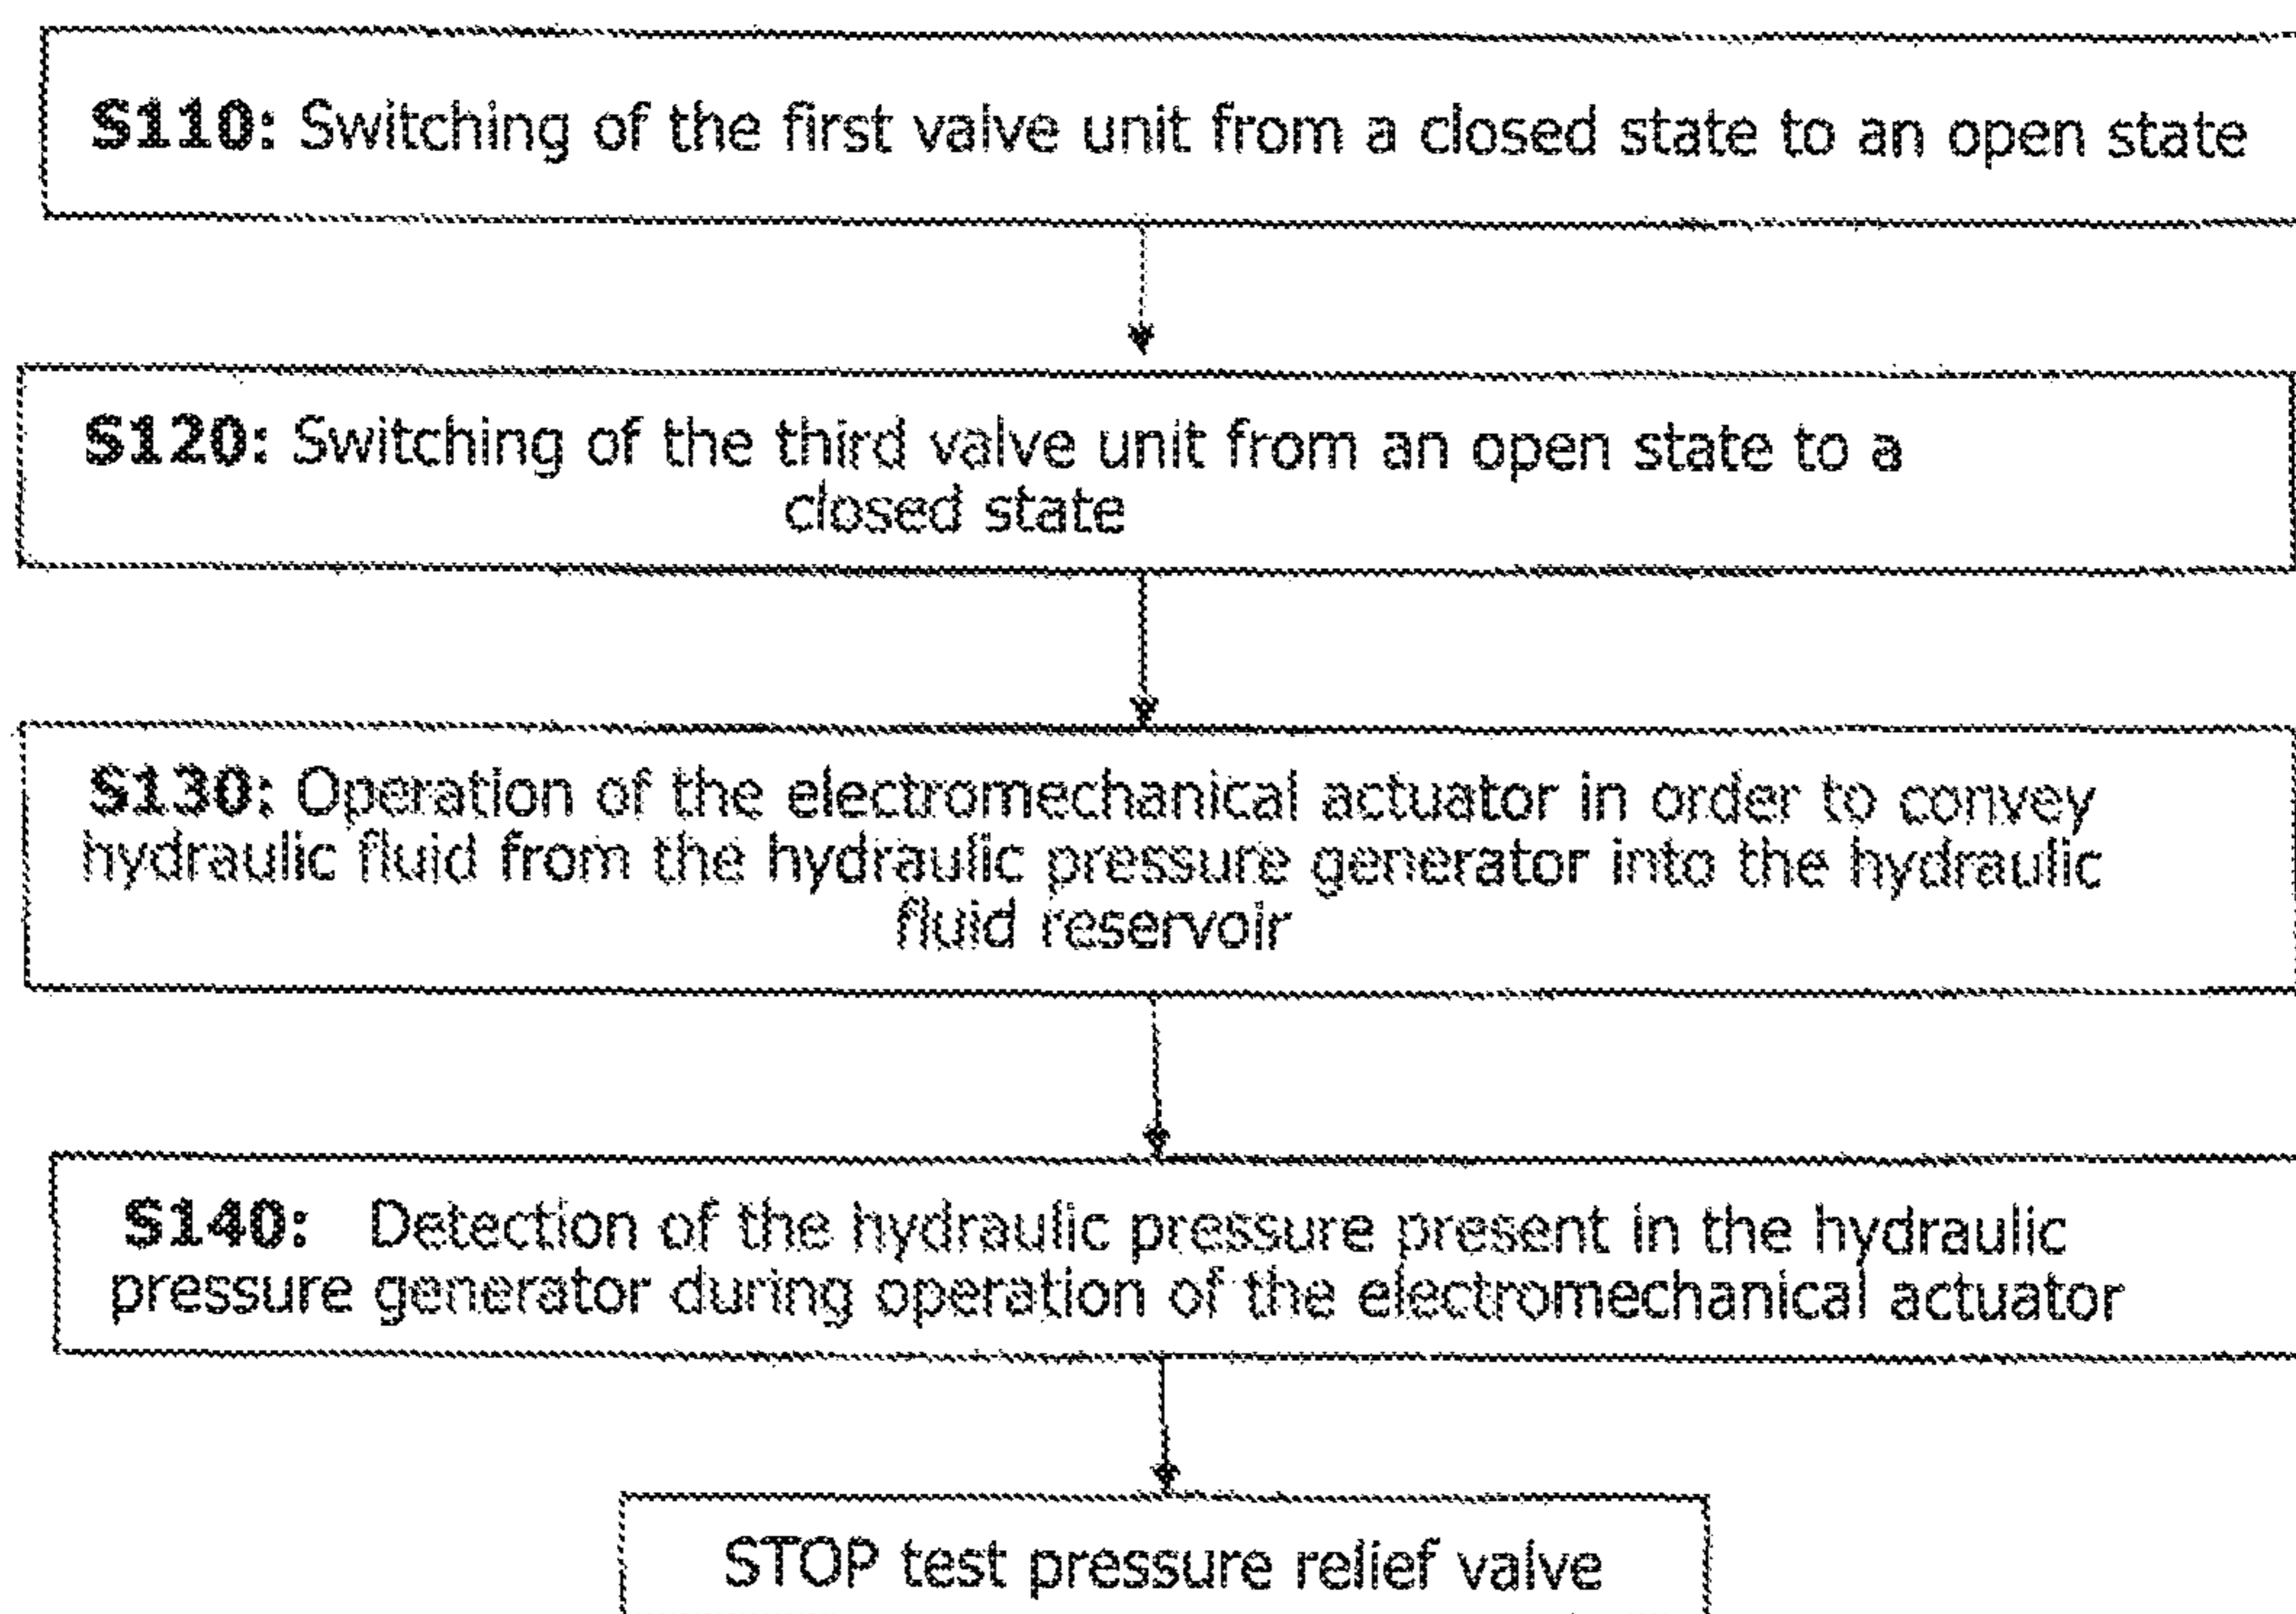 S110: Switching of the first valve unit from a closed state to an open state
S120: Switching of the third valve unit from an open state to a
closed state
S130: Operation of the electromechanical actuator in order to convey
hydraulic fluid from the hydraulic pressure generator into the hydraulic
fluid reservoir
S140: Detection of the hydraulic pressure present in the hydraulic
pressure generator during operation of the electromechanical actuator
STOP test pressure relief valve